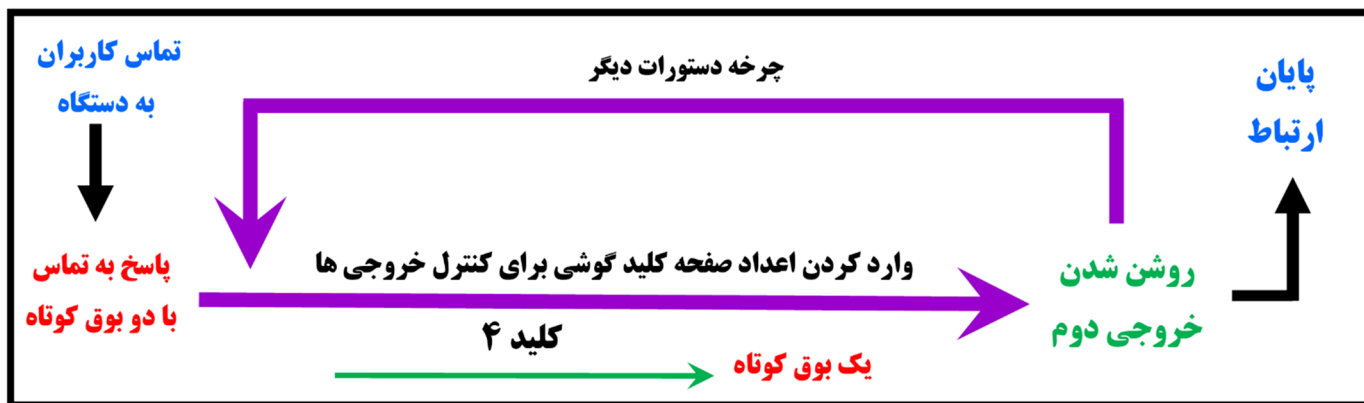 تماس کاربران
به دستگاه
چرخه دستورات دیگر
پایان
ارتباط
پاسخ به تماس
با دو بوق کوتاه
وارد کردن اعداد صفحه کلید گوشی برای کنترل خروجی ها
کلید ۴
یک بوق کوتاه
روشن شدن
خروجی دوم